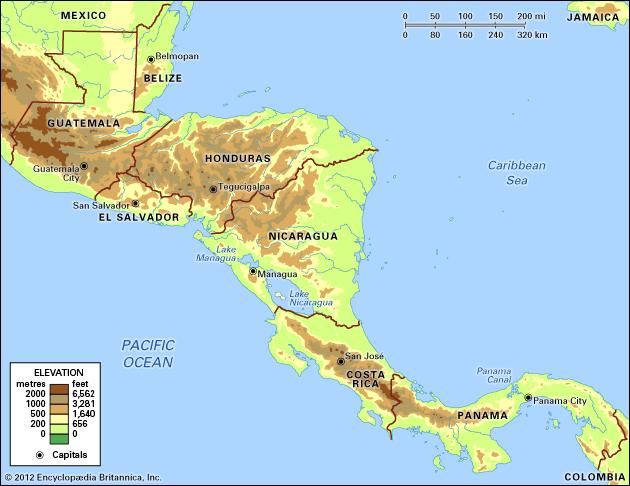 MEXICO
0 50 100 150 200 mi
0 80 160 240 320 km
JAMAICA
Belmopan
BELIZE
GUATEMALA
Guatemala
City
HONDURAS
Tegucigalpa
Caribbean
Sea
San Salvador
EL SALVADOR
NICARAGUA
Lake
Managua
Managua
Lake
Nicaragua
PACIFIC
OCEAN
San José
COSTA
RICA
Panama
Canal
Panama City
PANAMA
COLOMBIA
ELEVATION
metres feet
2000 6,562
1000 3,281
500 1,640
200 656
0 0
Capitals
© 2012 Encyclopædia Britannica, Inc.